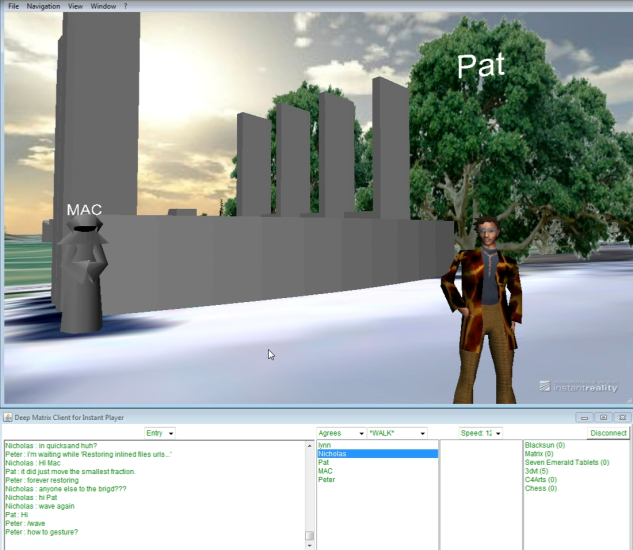 File Navigation View Window ?
Pat
MAC
instantreality
Deep Matrix Client for Instant Player
Entry
Agrees
*WALK*
Speed: 12
Disconnect
Nicholas : in quicksand huh?
Peter : I'm waiting while 'Restoring inlined files urls...'
Nicholas : HI Mac
Pat : it did just move the smallest fraction.
Peter : forever restoring
Nicholas : anyone else to the brigd???
Nicholas : hi Pat
Nicholas : wave again
Pat : Hi
Peter : /wave
Peter : how to gesture?
lynn
Nicholas
Pat
MAC
Peter
Blacksun (0)
Matrix (0)
Seven Emerald Tablets (0)
3dM (5)
C4Arts (0)
Chess (0)